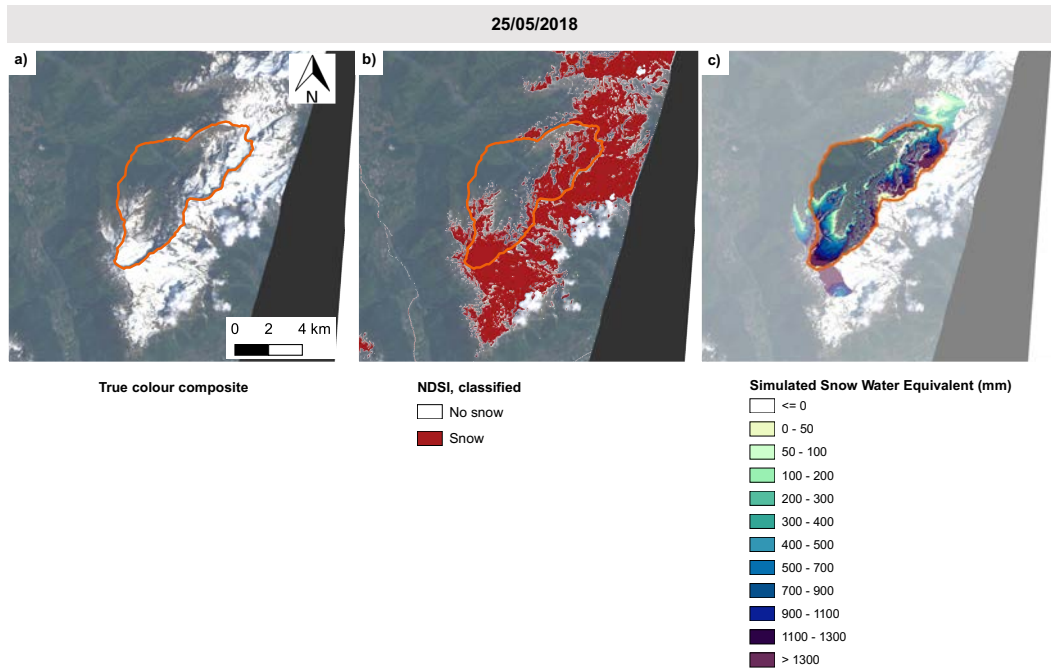 25/05/2018
a)
b)
c)
N
0 2 4 km
True colour composite
NDSI, classified
No snow
Snow
Simulated Snow Water Equivalent (mm)
<= 0
0 - 50
50 - 100
100 - 200
200 - 300
300 - 400
400 - 500
500 - 700
700 - 900
900 - 1100
1100 - 1300
> 1300